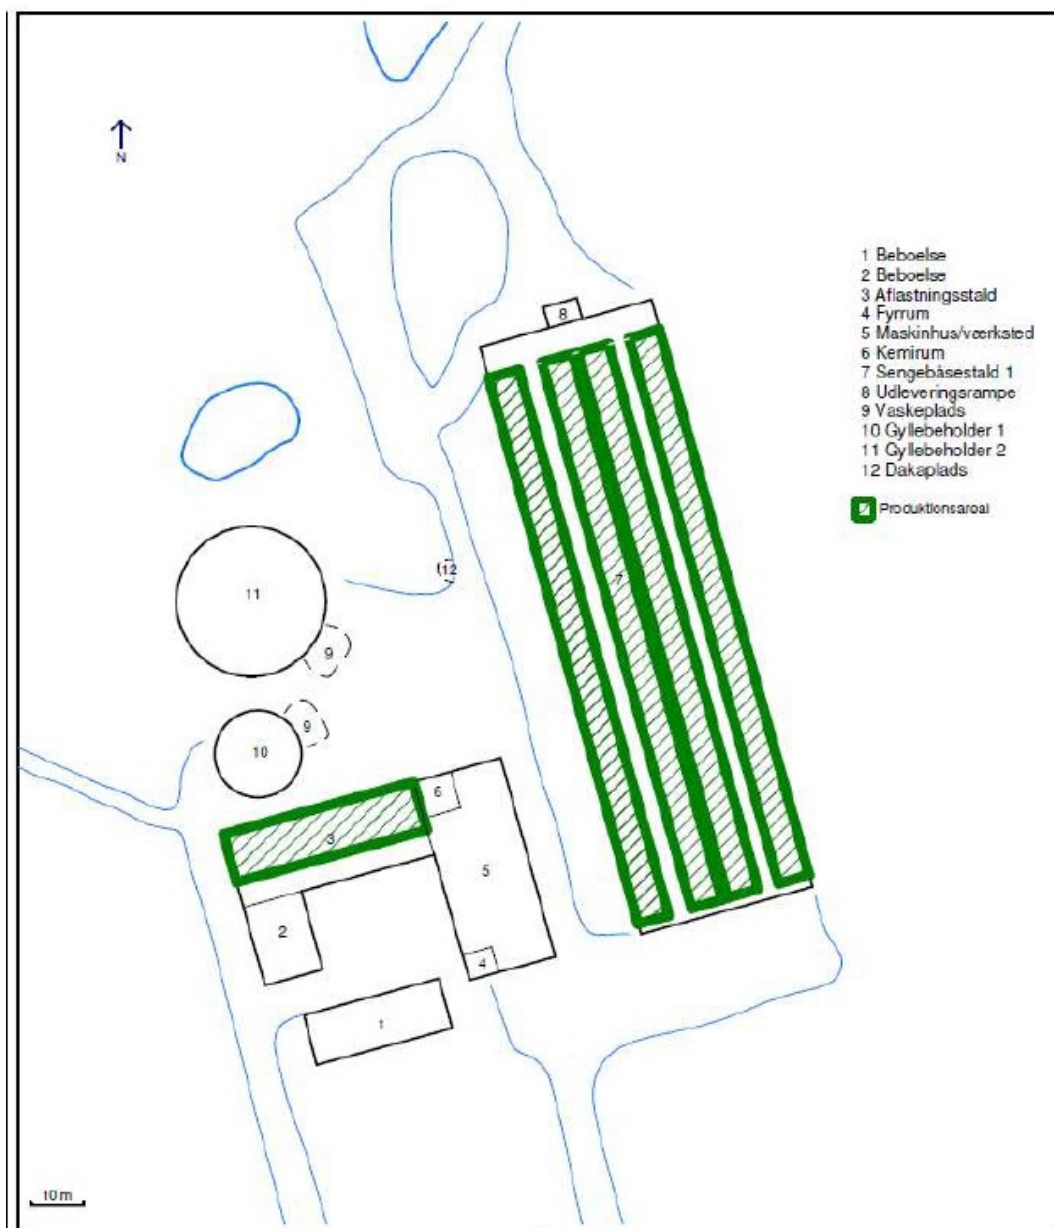 N
1 Beboelse
2 Beboelse
3 Aflastningsstald
4 Fyrrum
5 Maskinhus/værksted
6 Kemirum
7 Sengebåsestald 1
8 Udleveringsrampe
9 Vaskeplads
10 Gyllebeholder 1
11 Gyllebeholder 2
12 Dakaplads
Produktionsareal
8
12
7
11
9
9
10
6
3
5
2
4
1
10 m